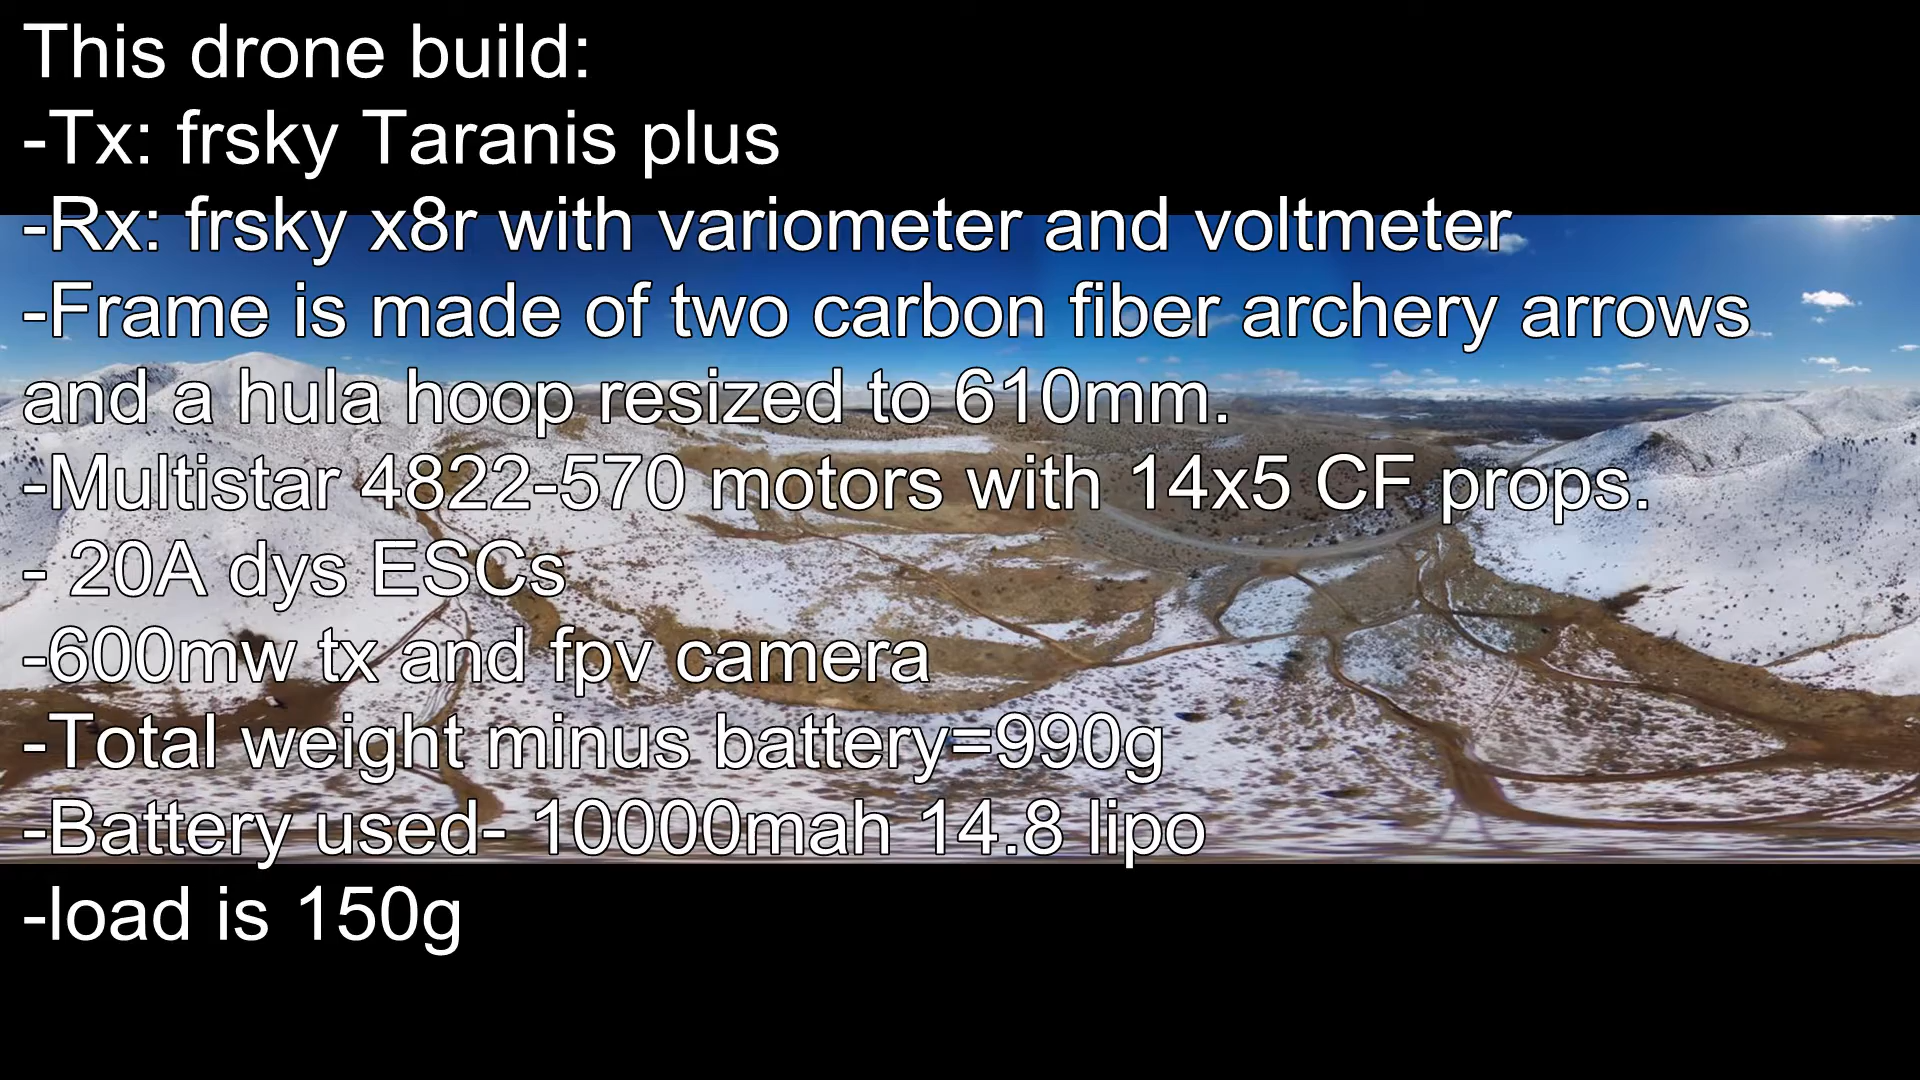 This drone build:
-Tx: frsky Taranis plus
-Rx: frsky x8r with variometer and voltmeter
-Frame is made of two carbon fiber archery arrows
and a hula hoop resized to 610mm.
-Multistar 4822-570 motors with 14x5 CF props.
- 20A dys ESCs
-600mw tx and fpv camera
-Total weight minus battery=990g
-Battery used- 10000mah 14.8 lipo
-load is 150g